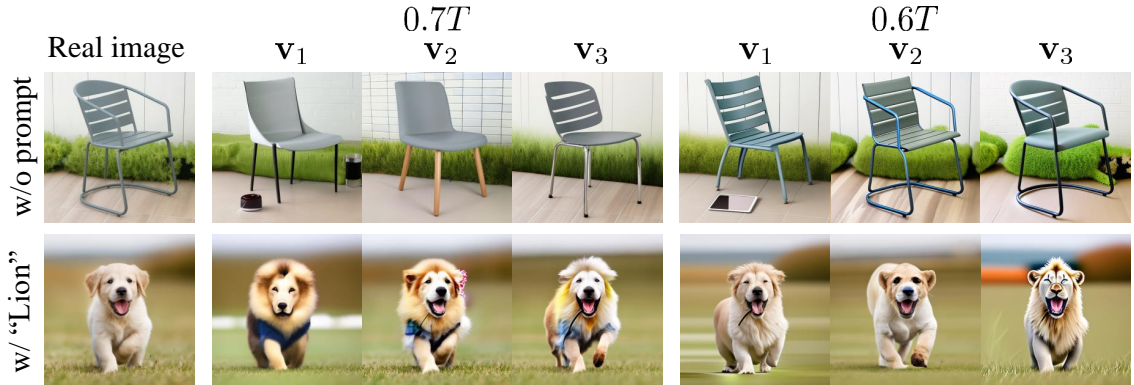 0.7T 0.6T
Real image v₁ v₂ v₃ v₁ v₂ v₃
w/o prompt
w/ “Lion”